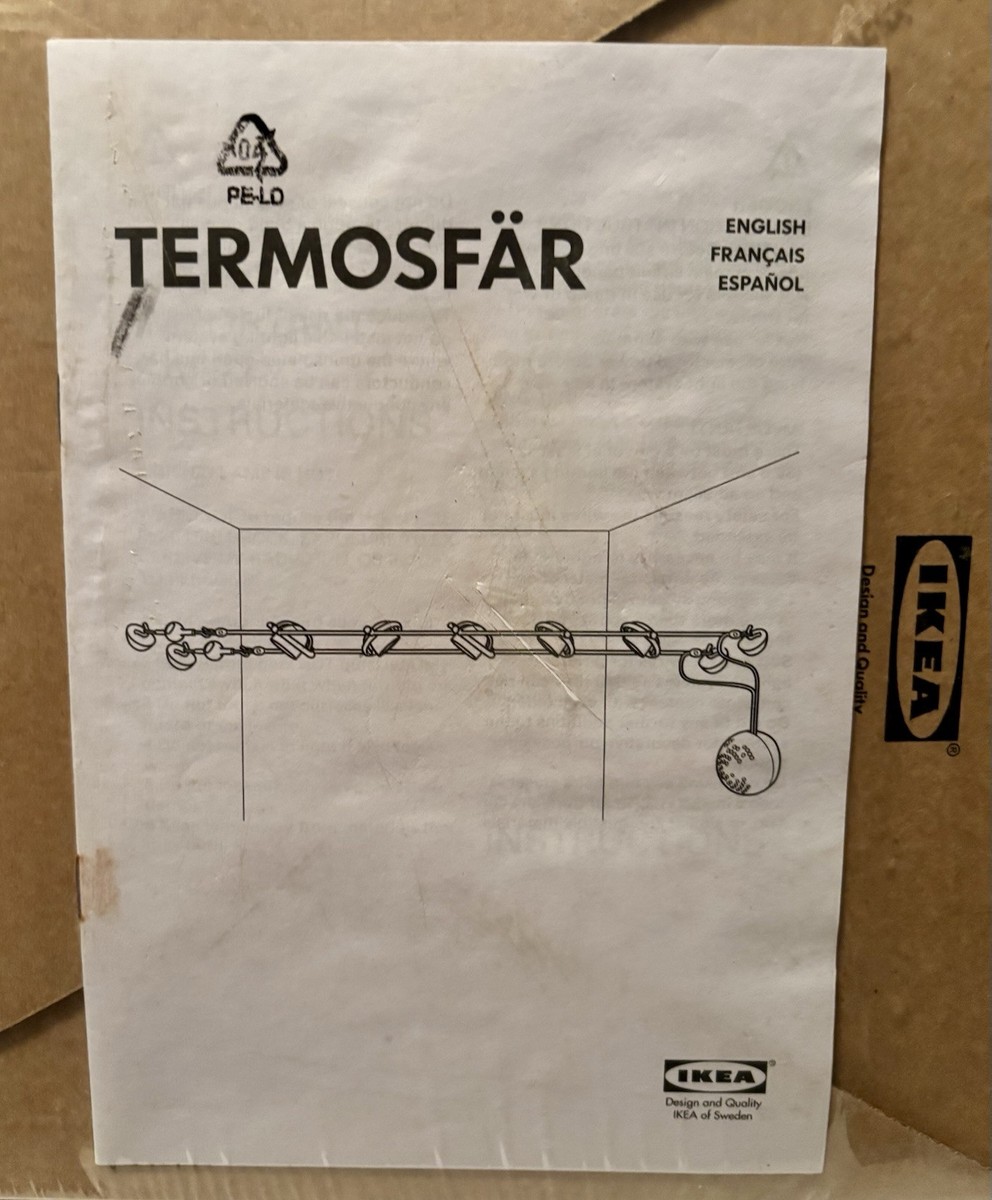 04
PE-LD
TERMOSFÄR
ENGLISH
FRANÇAIS
ESPAÑOL
IKEA
®
Design and Quality
IKEA
®
Design and Quality
IKEA of Sweden